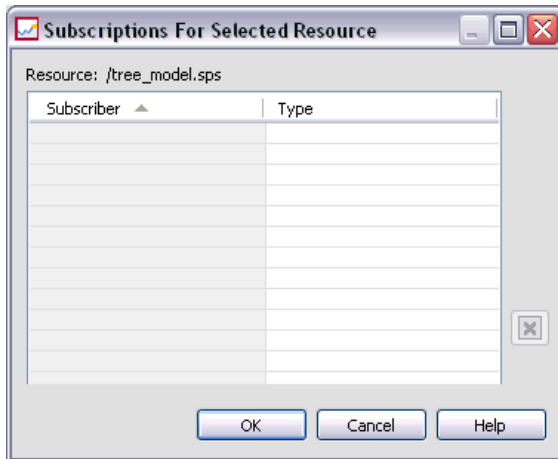 Subscriptions For Selected Resource
Resource: /tree_model.sps
Subscriber Type
OK Cancel Help